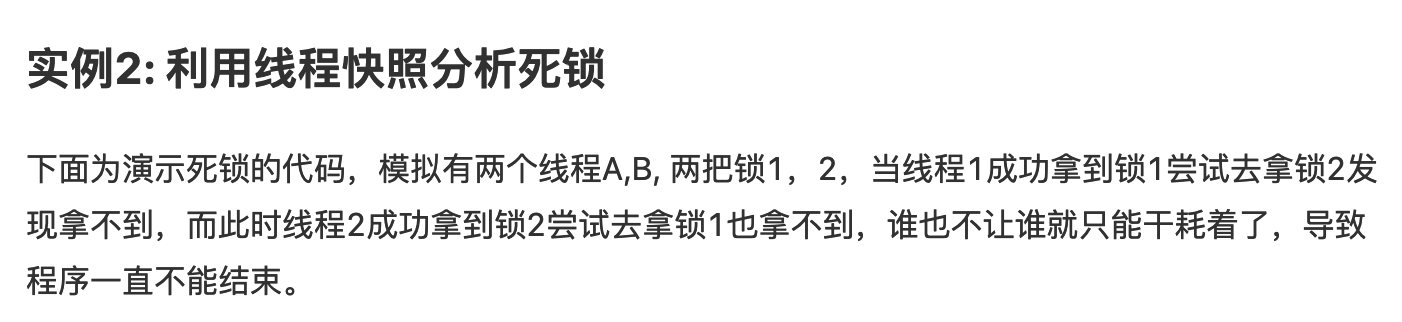 实例2: 利用线程快照分析死锁
下面为演示死锁的代码，模拟有两个线程A,B, 两把锁1，2，当线程1成功拿到锁1尝试去拿锁2发
现拿不到，而此时线程2成功拿到锁2尝试去拿锁1也拿不到，谁也不让谁就只能干耗着了，导致
程序一直不能结束。